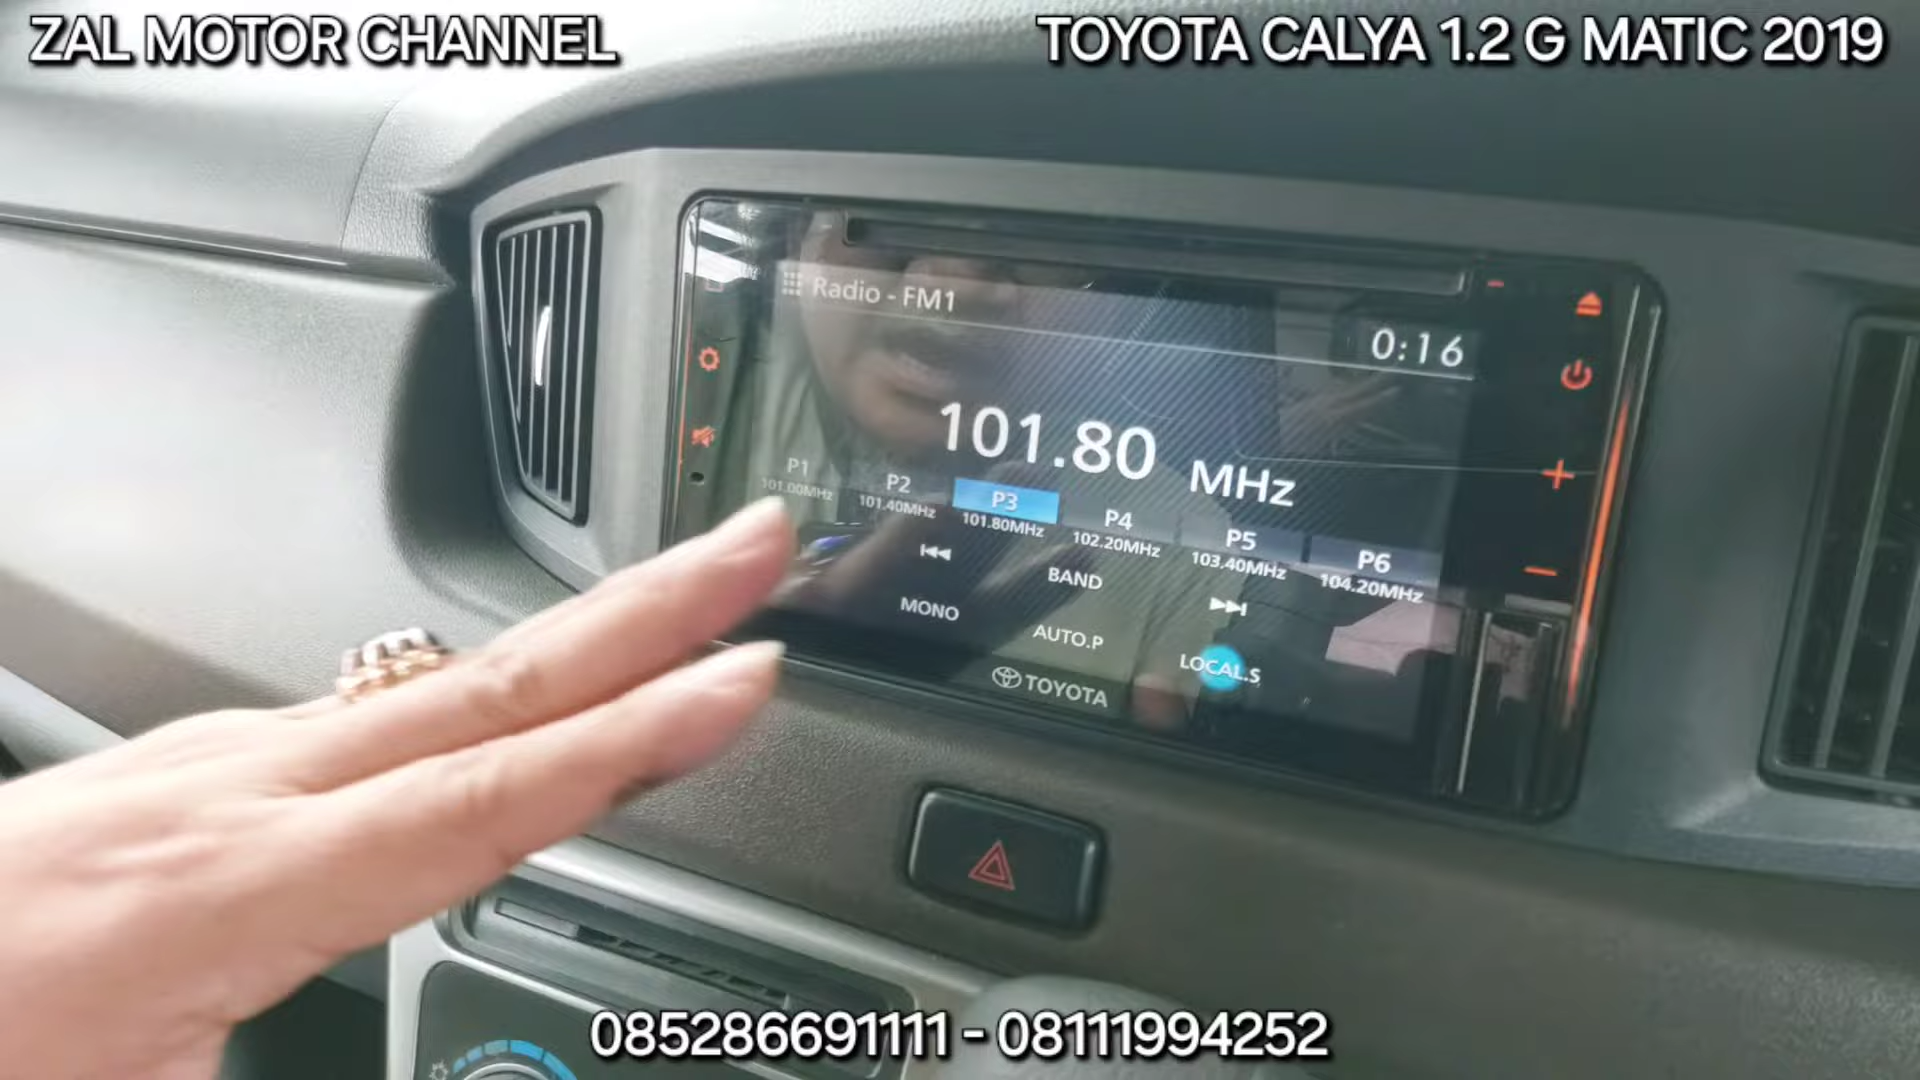 ZAL MOTOR CHANNEL
TOYOTA CALYA 1.2 G MATIC 2019
Radio - FM1
0:16
101.80 MHz
P1 P2 P3 P4 P5 P6
101.00MHz 101.40MHz 101.80MHz 102.20MHz 103.40MHz 104.20MHz
BAND
MONO AUTO.P LOCAL.S
TOYOTA
085286691111 - 08111994252